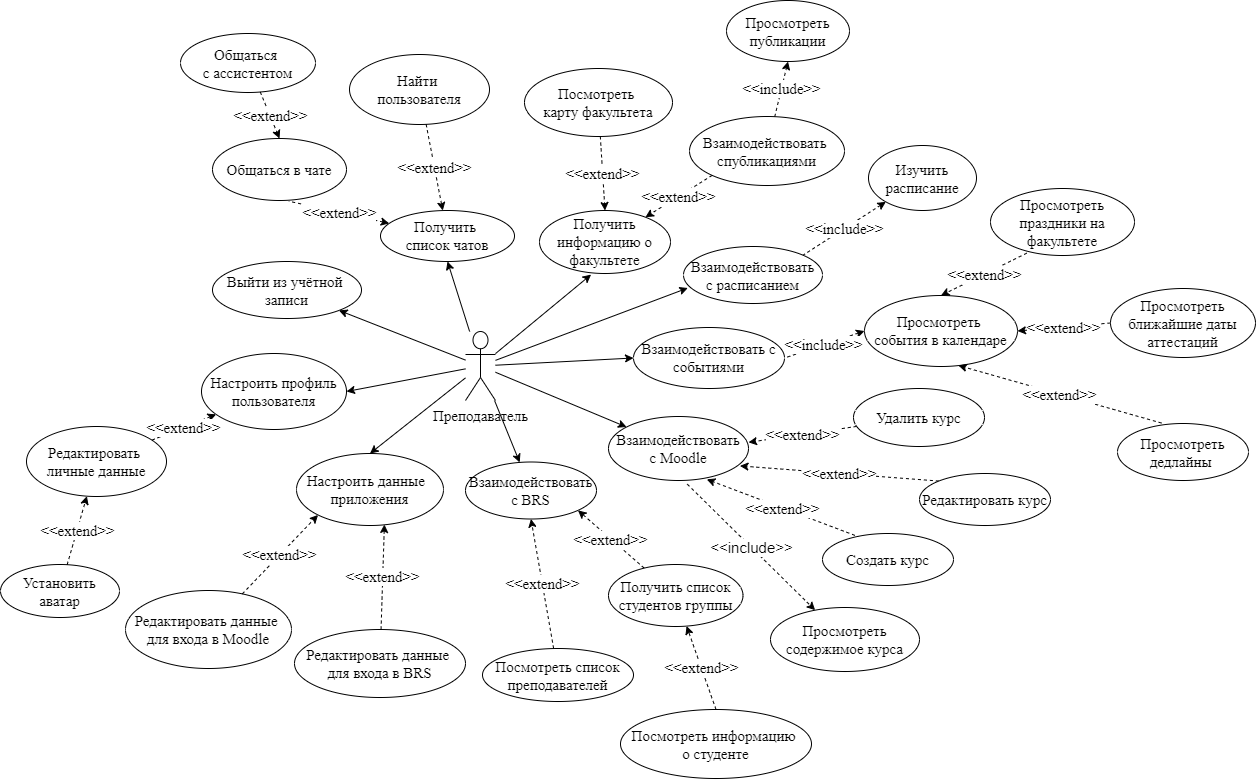 Просмотреть
публикации
Общаться
с ассистентом
Найти
пользователя
Посмотреть
карту факультета
<<include>>
<<extend>>
Взаимодействовать
спубликациями
Общаться в чате
<<extend>>
<<extend>>
Изучить
расписание
<<extend>>
<<extend>>
Получить
список чатов
Получить
информацию о
факультете
<<include>>
Просмотреть
праздники на
факультете
Взаимодействовать
с расписанием
<<extend>>
Выйти из учётной
записи
Просмотреть
события в календаре
<<extend>>
Просмотреть
ближайшие даты
аттестаций
Взаимодействовать с
событиями
<<include>>
Настроить профиль
пользователя
<<extend>>
Преподаватель
<<extend>>
Удалить курс
<<extend>>
Взаимодействовать
с Moodle
Просмотреть
дедлайны
Редактировать
личные данные
Настроить данные
приложения
Взаимодействовать
с BRS
<<extend>>
Редактировать курс
<<extend>>
<<extend>>
<<extend>>
<<extend>>
<<include>>
Создать курс
Установить
аватар
<<extend>>
<<extend>>
Получить список
студентов группы
Редактировать данные
для входа в Moodle
Просмотреть
содержимое курса
Редактировать данные
для входа в BRS
Посмотреть список
преподавателей
<<extend>>
Посмотреть информацию
о студенте